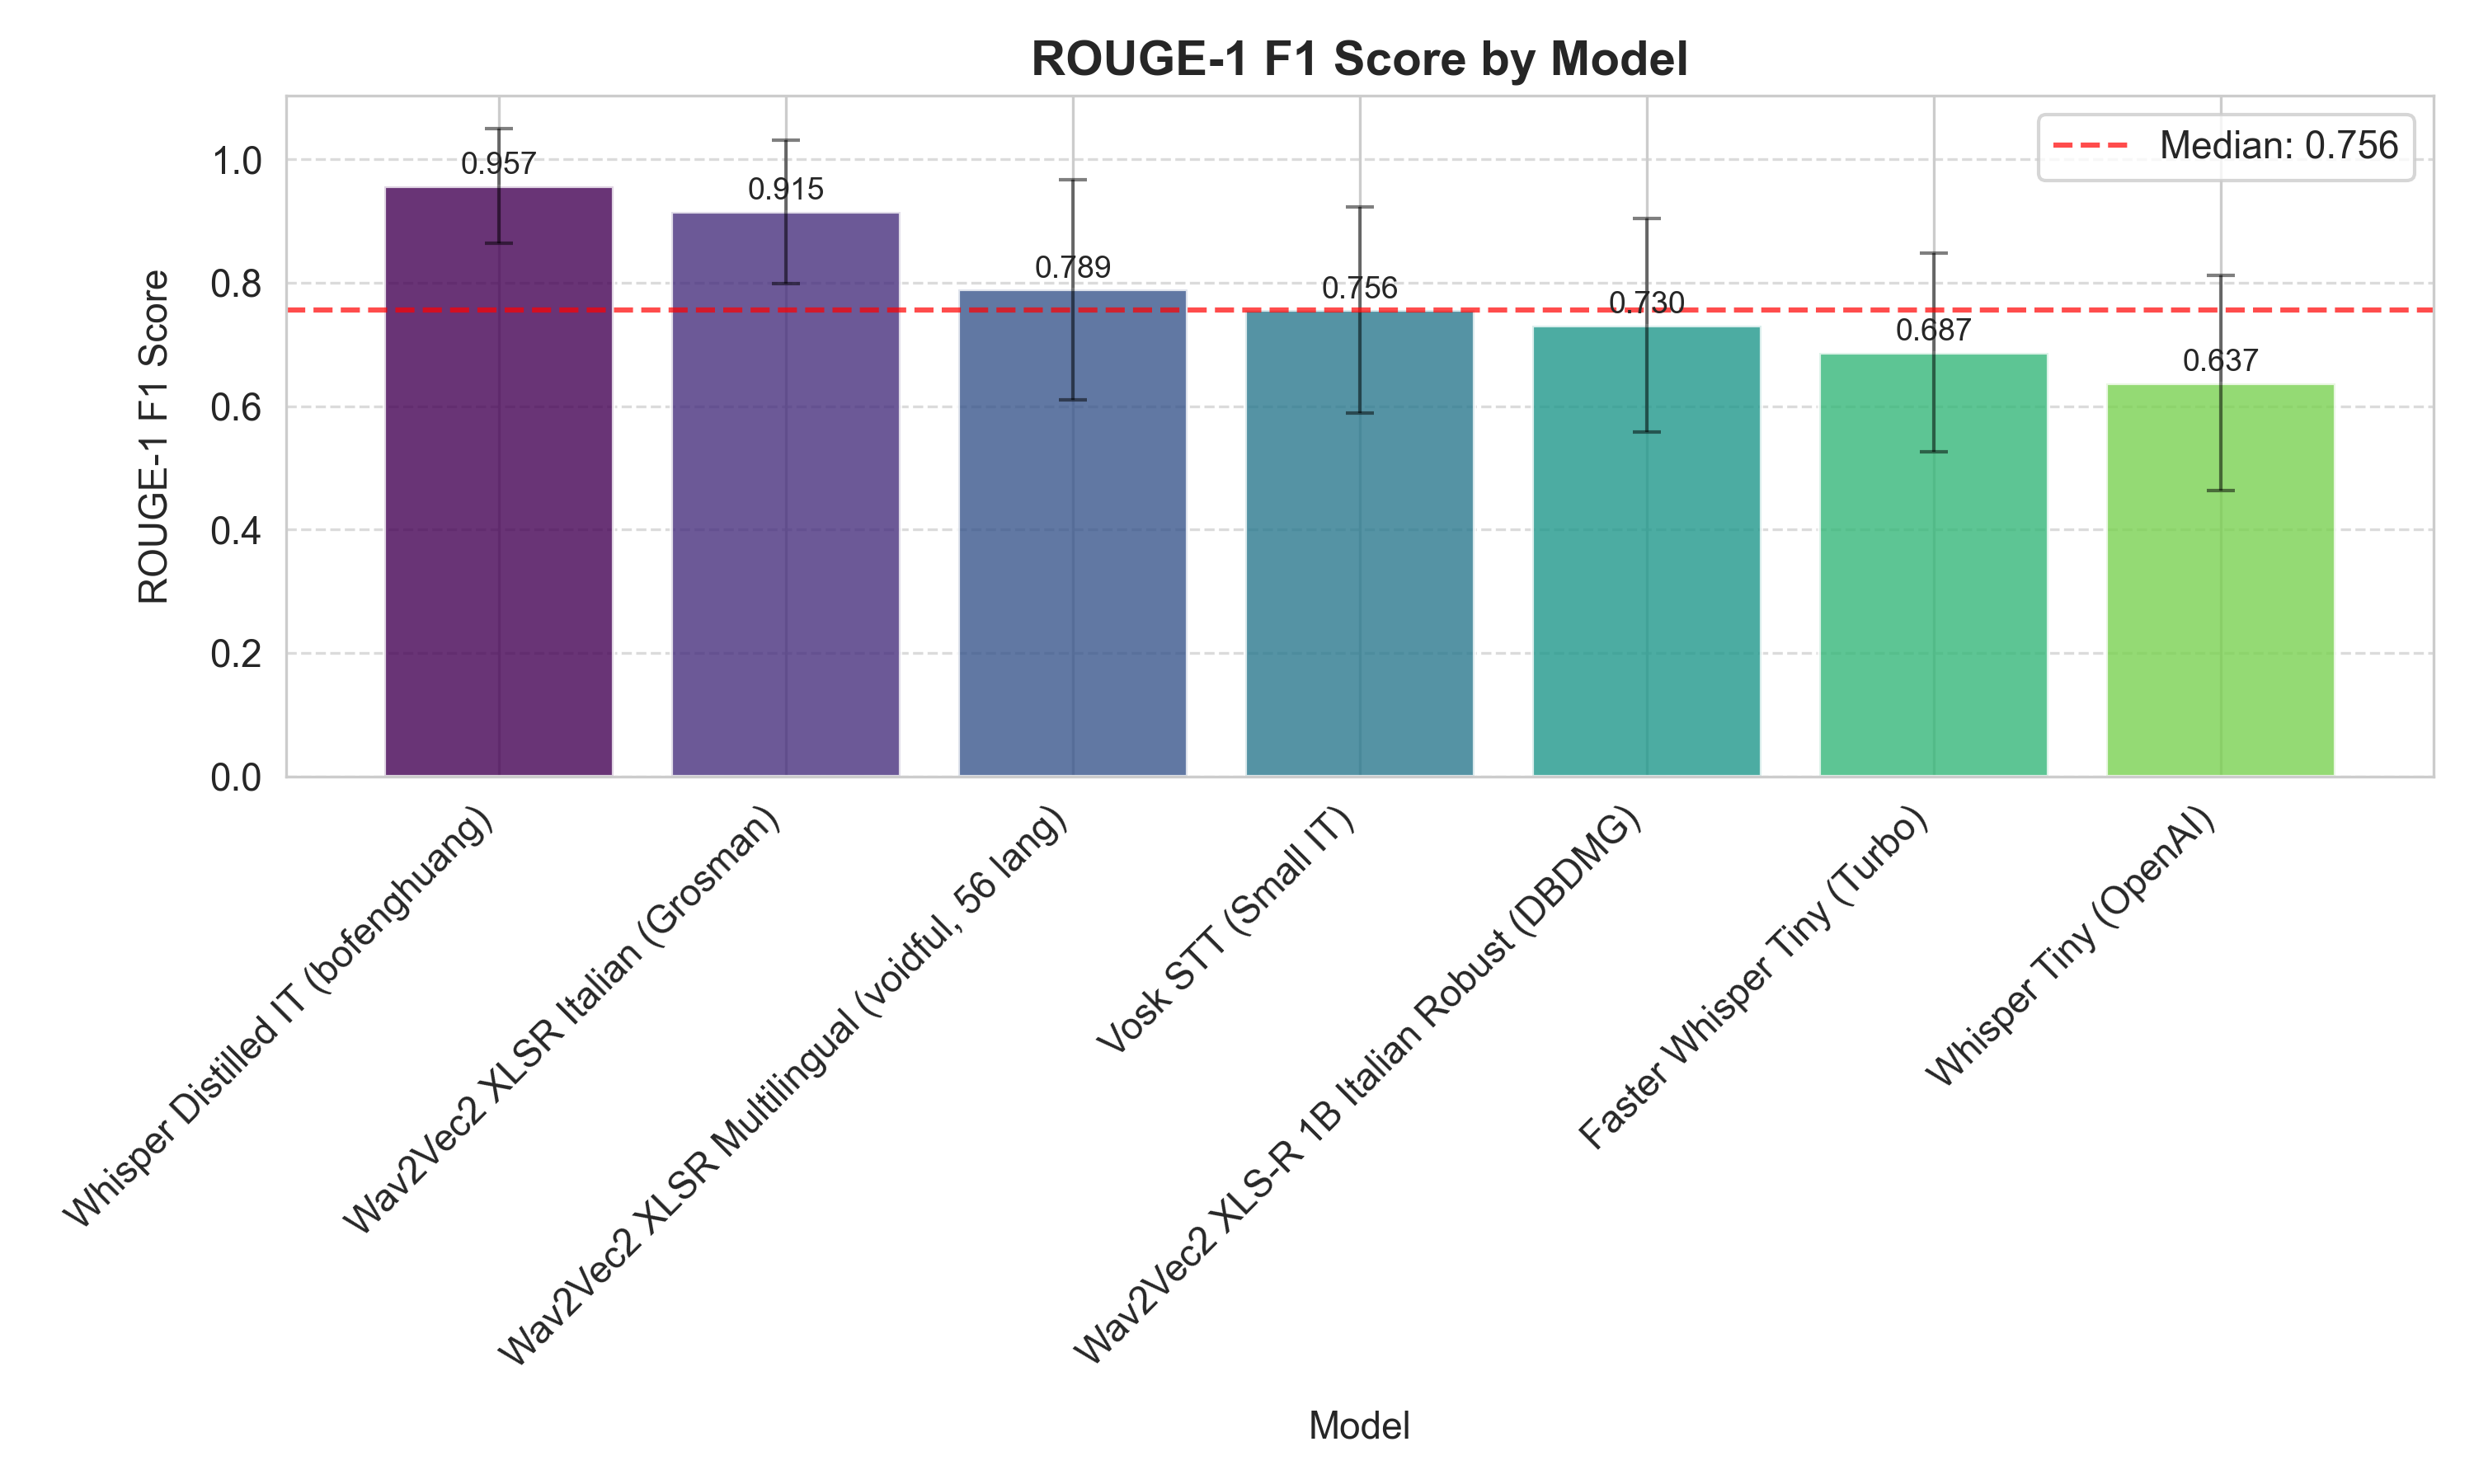 ROUGE-1 F1 Score by Model
Median: 0.756
ROUGE-1 F1 Score
1.0
0.8
0.6
0.4
0.2
0.0
0.957
0.915
0.789
0.756
0.730
0.687
0.637
Whisper Distilled IT (bofenghuang)
Wav2Vec2 XLSR Italian (Grosman)
Wav2Vec2 XLSR Multilingual (voidful, 56 lang)
Vosk STT (Small IT)
Wav2Vec2 XLS-R 1B Italian Robust (DBDMG)
Faster Whisper Tiny (Turbo)
Whisper Tiny (OpenAI)
Model